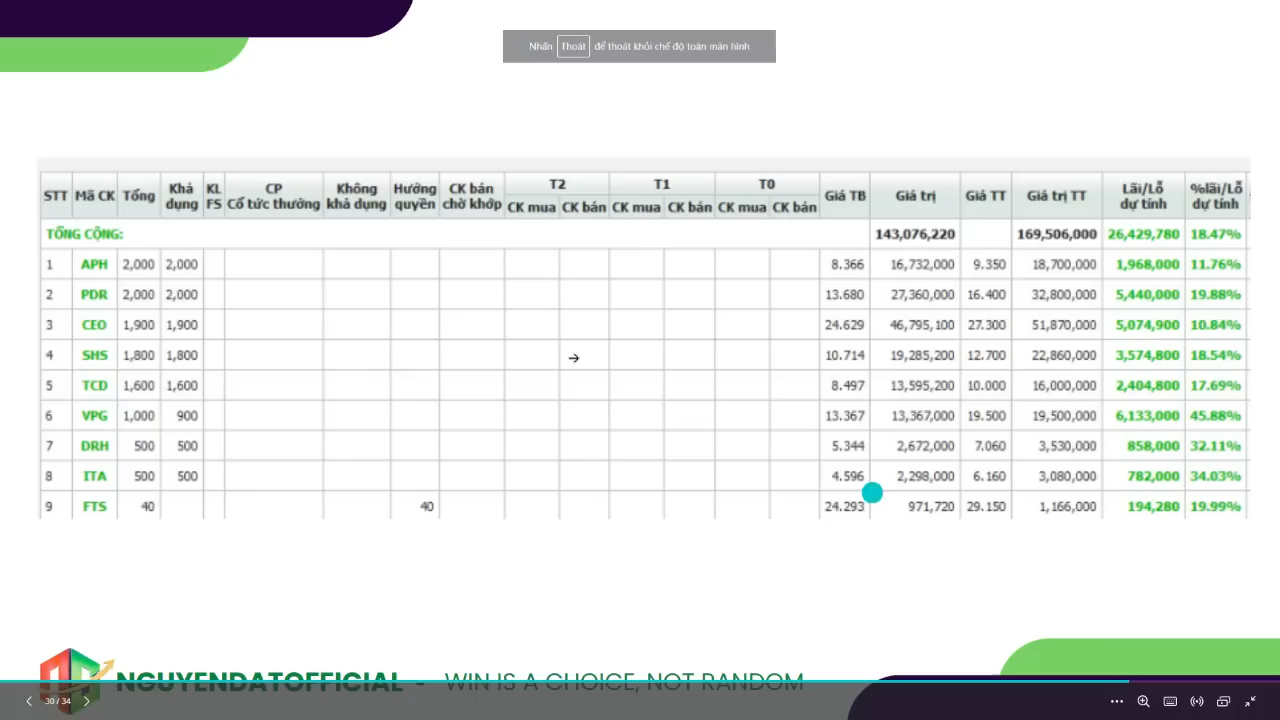 Nhấn Thoát để thoát khỏi chế độ toàn màn hình
STT Mã CK Tổng Khả dụng KL FS CP Cổ tức thưởng Không khả dụng Hưởng quyền CK bán chờ khớp T2 T1 T0 Giá TB Giá trị Giá TT Giá trị TT Lãi/Lỗ dự tính %lãi/Lỗ dự tính
CK mua CK bán CK mua CK bán CK mua CK bán
TỔNG CỘNG: 143,076,220 169,506,000 26,429,780 18.47%
1 APH 2,000 2,000 8.366 16,732,000 9.350 18,700,000 1,968,000 11.76%
2 PDR 2,000 2,000 13.680 27,360,000 16.400 32,800,000 5,440,000 19.88%
3 CEO 1,900 1,900 24.629 46,795,100 27.300 51,870,000 5,074,900 10.84%
4 SHS 1,800 1,800 10.714 19,285,200 12.700 22,860,000 3,574,800 18.54%
5 TCD 1,600 1,600 8.497 13,595,200 10.000 16,000,000 2,404,800 17.69%
6 VPG 1,000 900 13.367 13,367,000 19.500 19,500,000 6,133,000 45.88%
7 DRH 500 500 5.344 2,672,000 7.060 3,530,000 858,000 32.11%
8 ITA 500 500 4.596 2,298,000 6.160 3,080,000 782,000 34.03%
9 FTS 40 40 24.293 971,720 29.150 1,166,000 194,280 19.99%
NGUYENDATOFFICIAL - WIN IS A CHOICE, NOT RANDOM
30 / 34